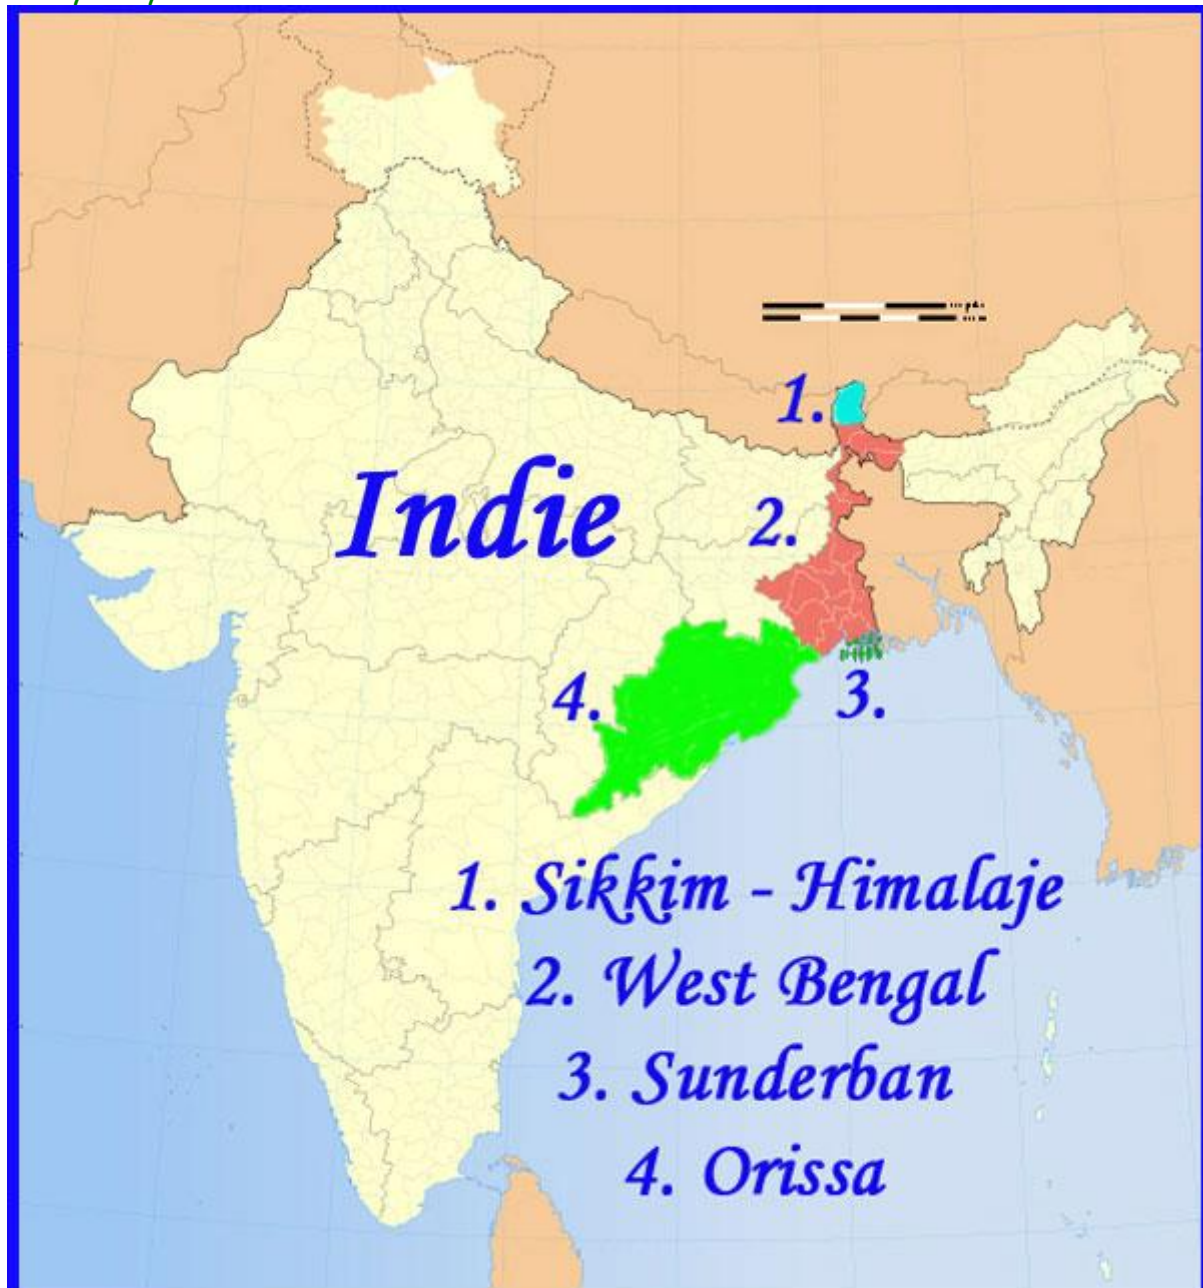 1.
Indie
2.
4.
3.
1. Sikkim - Himalaje
2. West Bengal
3. Sunderban
4. Orissa